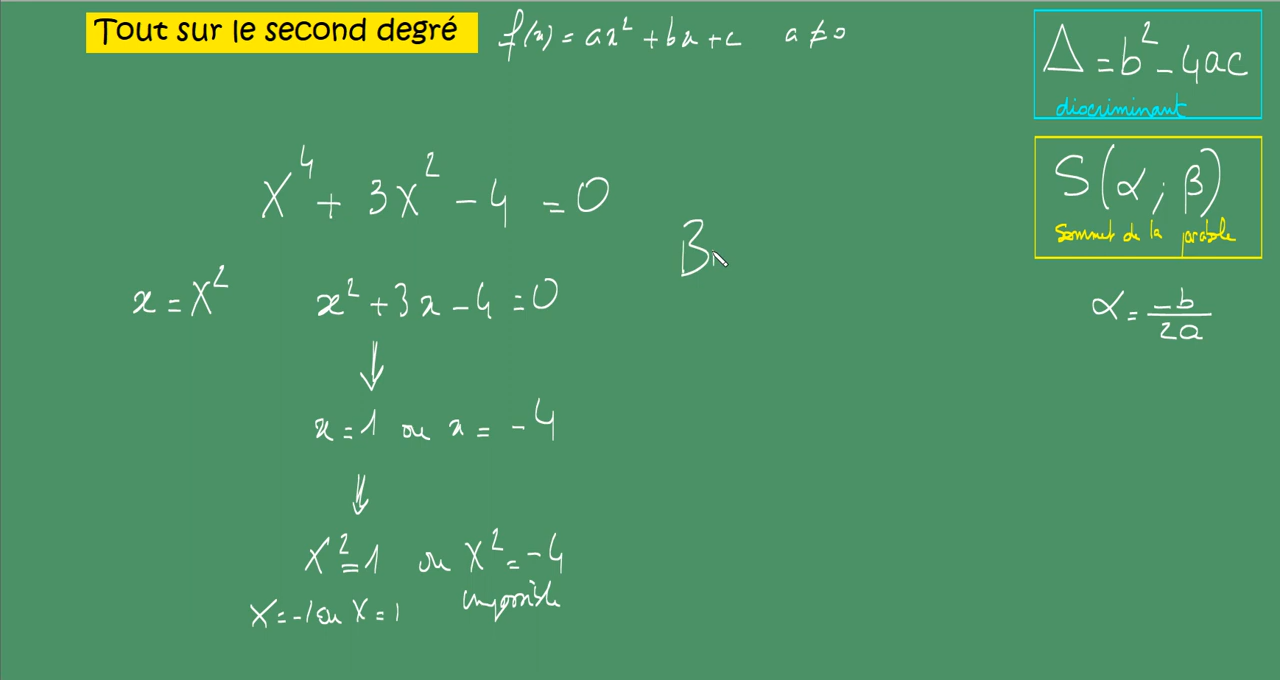 Tout sur le second degré
f(x) = ax² + bx + c a ≠ 0
Δ = b² - 4ac
discriminant
S(α ; β)
Sommet de la parabole
α = -b/2a
X⁴ + 3X² - 4 = 0
B
x = X² x² + 3x - 4 = 0
⇓
x = 1 ou x = -4
⇓
X² = 1 ou X² = -4
X = -1 ou X = 1 impossible